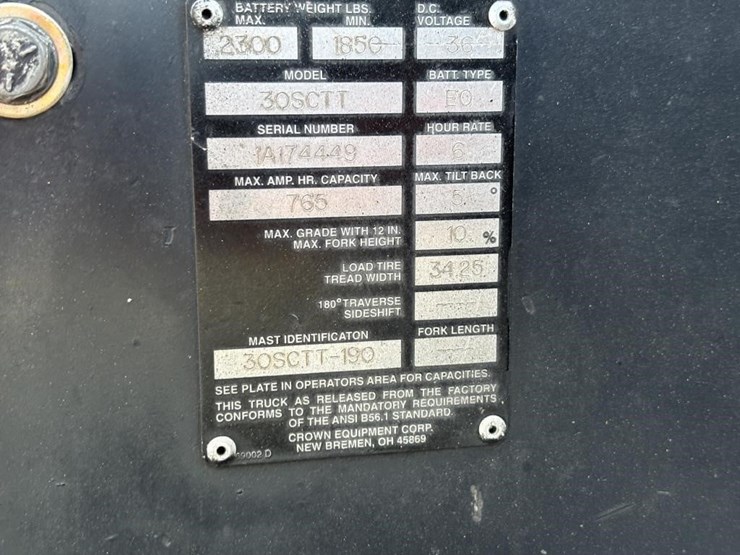 BATTERY WEIGHT LBS.
MAX. MIN.
D.C.
VOLTAGE
2300 1850 36
MODEL BATT. TYPE
30SCTT EO
SERIAL NUMBER HOUR RATE
1A174449 6
MAX. AMP. HR. CAPACITY MAX. TILT BACK
765 5°
MAX. GRADE WITH 12 IN.
MAX. FORK HEIGHT
10 %
LOAD TIRE
TREAD WIDTH
34.25
180° TRAVERSE
SIDESHIFT
MAST IDENTIFICATON FORK LENGTH
30SCTT-190
SEE PLATE IN OPERATORS AREA FOR CAPACITIES.
THIS TRUCK AS RELEASED FROM THE FACTORY
CONFORMS TO THE MANDATORY REQUIREMENTS
OF THE ANSI B56.1 STANDARD.
CROWN EQUIPMENT CORP.
NEW BREMEN, OH 45869